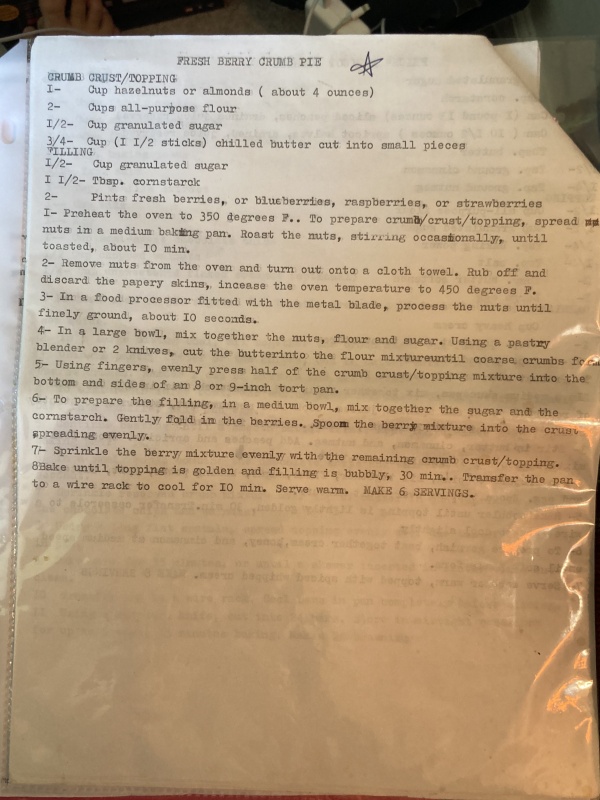 FRESH BERRY CRUMB PIE
CRUMB CRUST/TOPPING
I- Cup hazelnuts or almonds ( about 4 ounces)
2- Cups all-purpose flour
I/2- Cup granulated sugar
3/4- Cup (I I/2 sticks) chilled butter cut into small pieces
FILLING
I/2- Cup granulated sugar
I I/2- Tbsp. cornstarck
2- Pints fresh berries, or blueberries, raspberries, or strawberries
I- Preheat the oven to 350 degrees F.. To prepare crumb/crust/topping, spread
nuts in a medium baking pan. Roast the nuts, stirring occasionally, until
toasted, about IO min.
2- Remove nuts from the oven and turn out onto a cloth towel. Rub off and
discard the papery skins, incease the oven temperature to 450 degrees F.
3- In a food processor fitted with the metal blade, process the nuts until
finely ground, about IO seconds.
4- In a large bowl, mix together the nuts, flour and sugar. Using a pastry
blender or 2 knives, cut the butterinto the flour mixtureuntil coarse crumbs form
5- Using fingers, evenly press half of the crumb crust/topping mixture into the
bottom and sides of an 8 or 9-inch tort pan.
6- To prepare the filling, in a medium bowl, mix together the sugar and the
cornstarch. Gently fold in the berries. Spoon the berry mixture into the crust
spreading evenly.
7- Sprinkle the berry mixture evenly with the remaining crumb crust/topping.
8Bake until topping is golden and filling is bubbly, 30 min.. Transfer the pan
to a wire rack to cool for IO min. Serve warm. MAKE 6 SERVINGS.